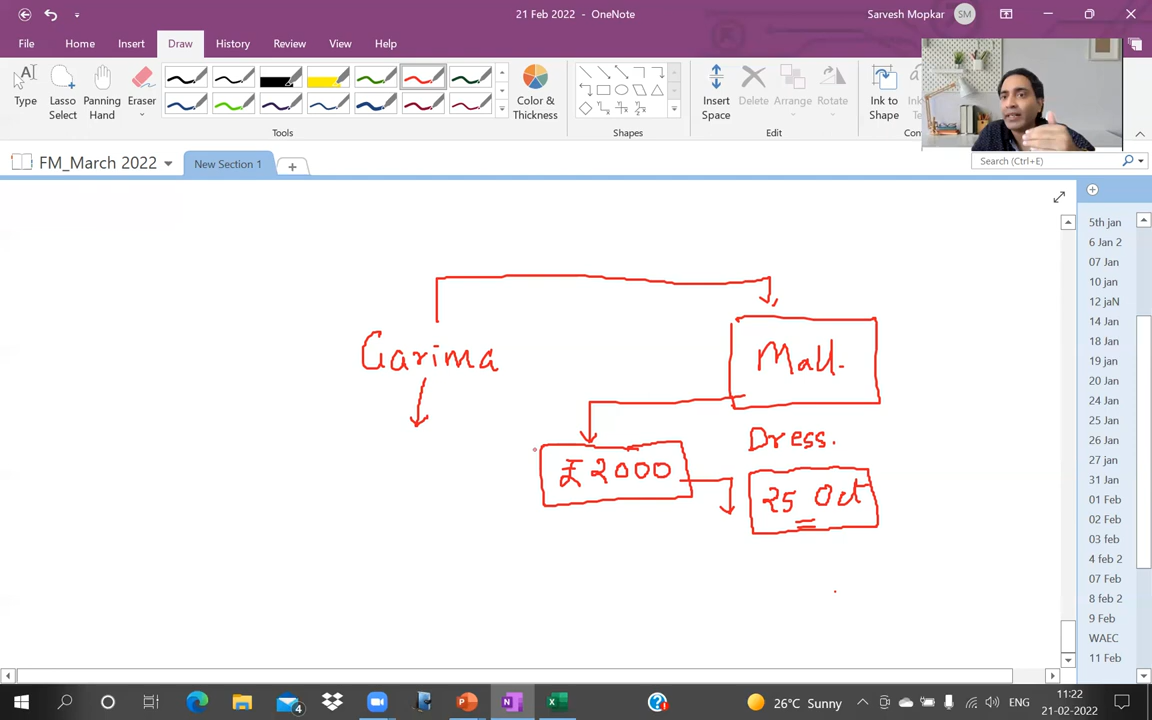 21 Feb 2022 - OneNote
Sarvesh Mopkar
SM
File Home Insert Draw History Review View Help
Type
Lasso Select
Panning Hand
Eraser
Color & Thickness
Insert Space
Delete
Arrange
Rotate
Ink to Shape
Tools
Shapes
Edit
FM_March 2022
New Section 1
Search (Ctrl+E)
Garima
Mall.
Dress.
£2000
25 Oct
5th jan
6 Jan 2
07 Jan
10 jan
12 jaN
14 Jan
18 Jan
19 jan
20 Jan
24 Jan
25 Jan
26 Jan
27 jan
31 Jan
01 Feb
02 Feb
03 feb
4 feb 2
07 Feb
8 feb 2
9 Feb
WAEC
11 Feb
4
26°C Sunny
ENG
11:22
21-02-2022